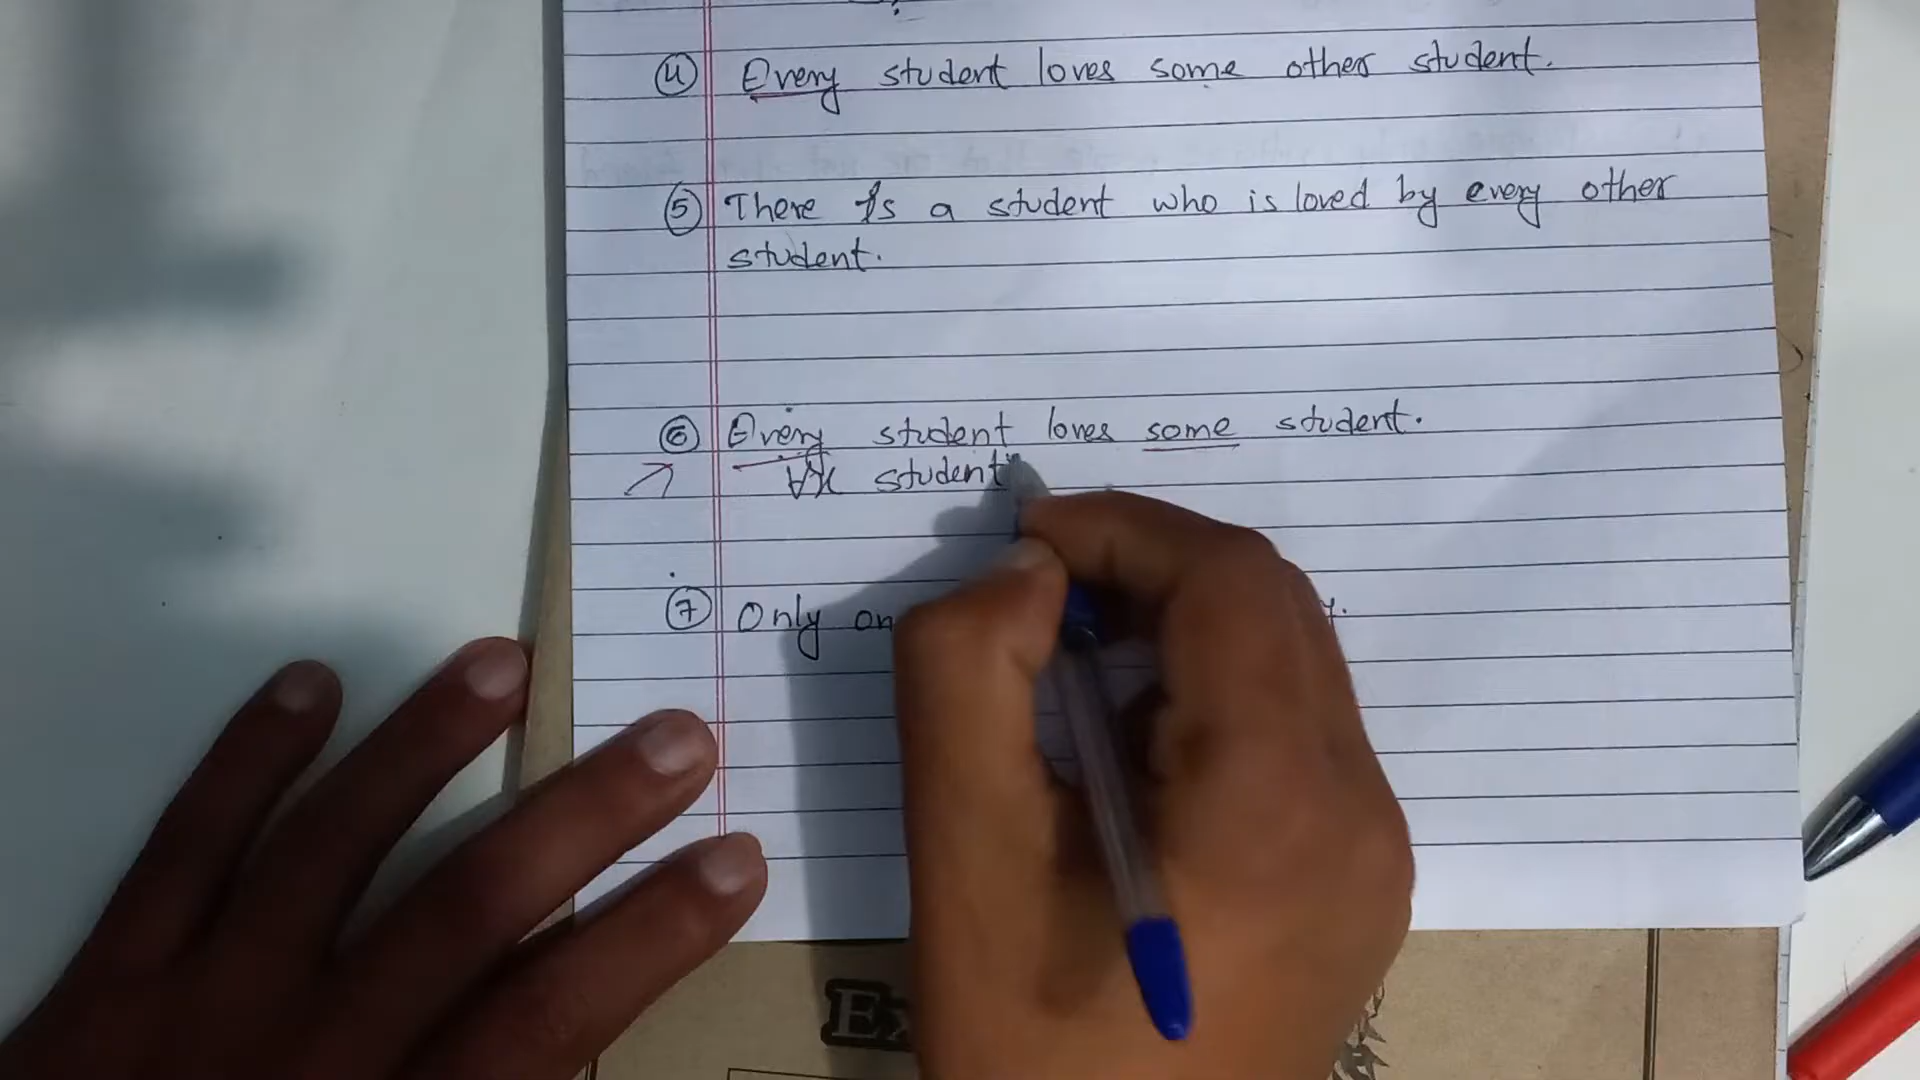 ④ Every student loves some other student.
⑤ There is a student who is loved by every other
student.
⑥ Every student loves some student.
∀x student
⑦ Only